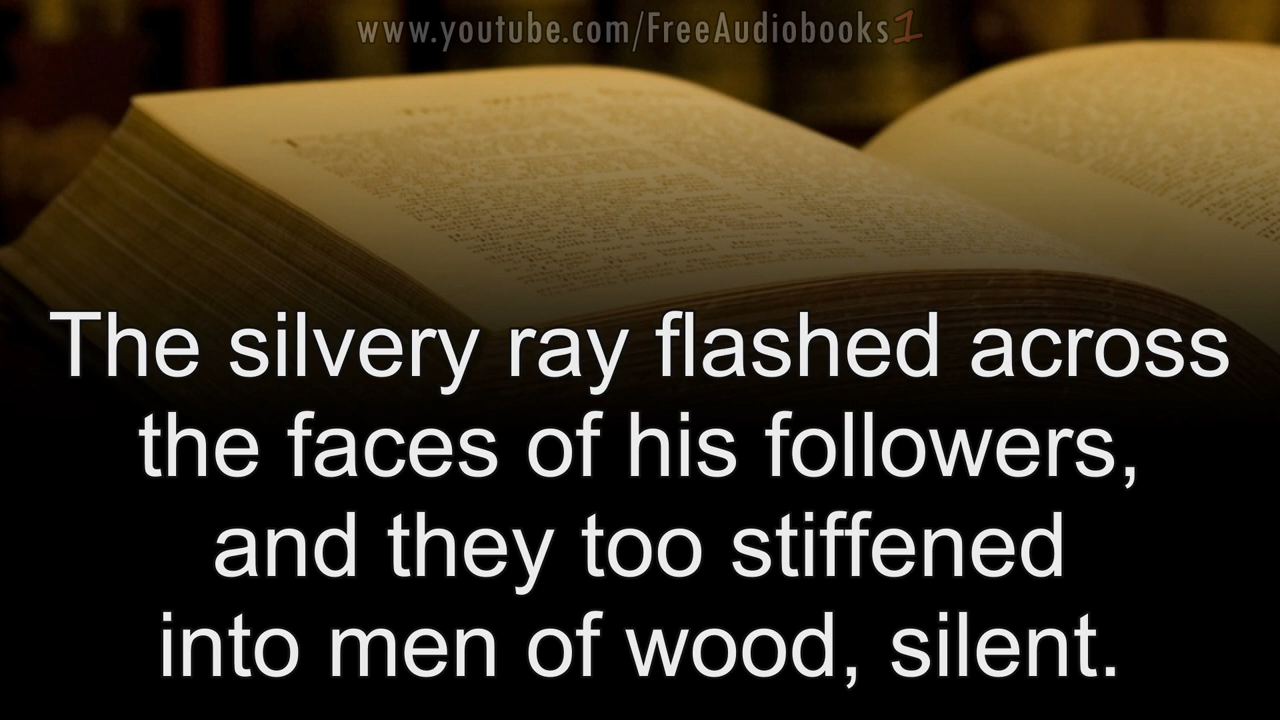 www.youtube.com/FreeAudiobooks1
The silvery ray flashed across
the faces of his followers,
and they too stiffened
into men of wood, silent.